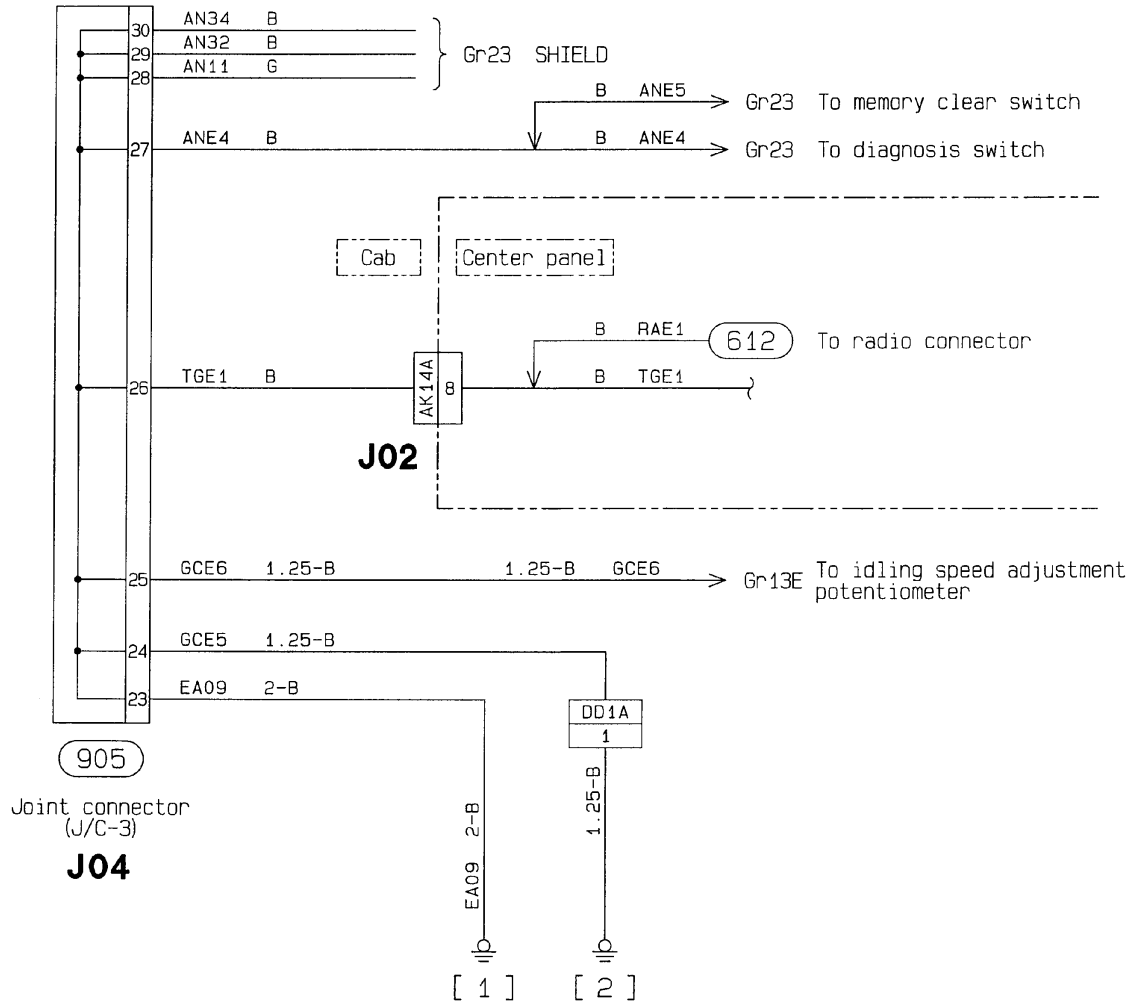 30 AN34 B
29 AN32 B
28 AN11 G
Gr23 SHIELD
B ANE5 Gr23 To memory clear switch
27 ANE4 B B ANE4 Gr23 To diagnosis switch
Cab Center panel
B RAE1 612 To radio connector
26 TGE1 B AK14A 8 B TGE1
J02
25 GCE6 1.25-B 1.25-B GCE6 Gr13E To idling speed adjustment
potentiometer
24 GCE5 1.25-B
23 EA09 2-B
DD1A
1
905
Joint connector
(J/C-3)
J04
EA09 2-B
1.25-B
[ 1 ] [ 2 ]